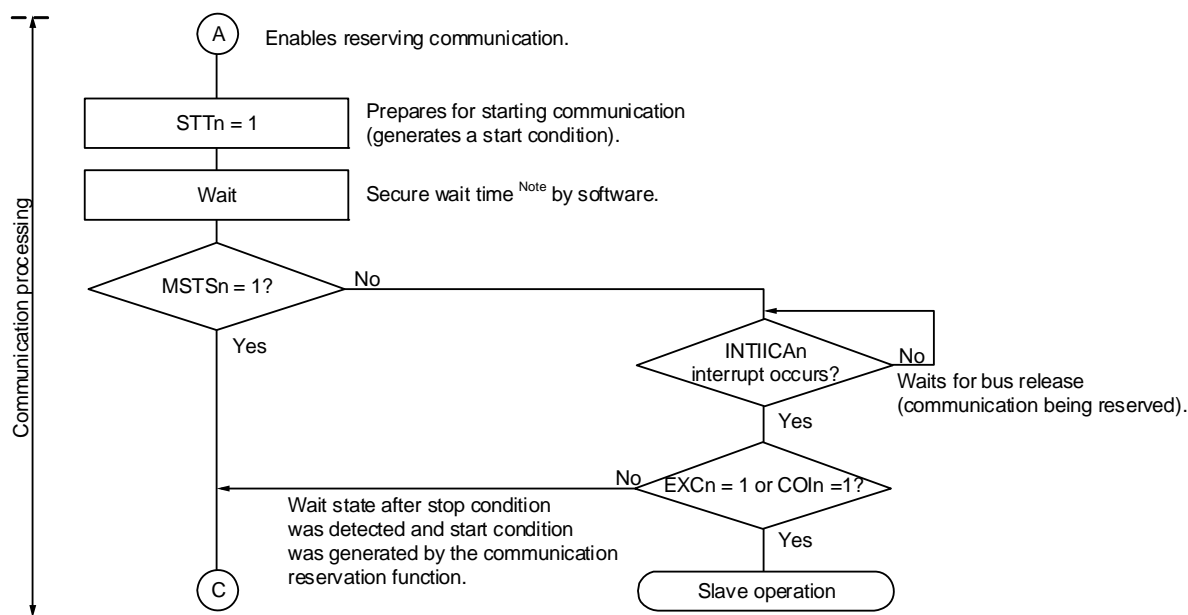 A
Enables reserving communication.
STTn = 1
Prepares for starting communication
(generates a start condition).
Wait
Secure wait time Note by software.
MSTSn = 1?
No
Yes
INTIICAn
interrupt occurs?
No
Waits for bus release
(communication being reserved).
Yes
EXCn = 1 or COIn =1?
No
Wait state after stop condition
was detected and start condition
was generated by the communication
reservation function.
Yes
C
Slave operation
Communication processing